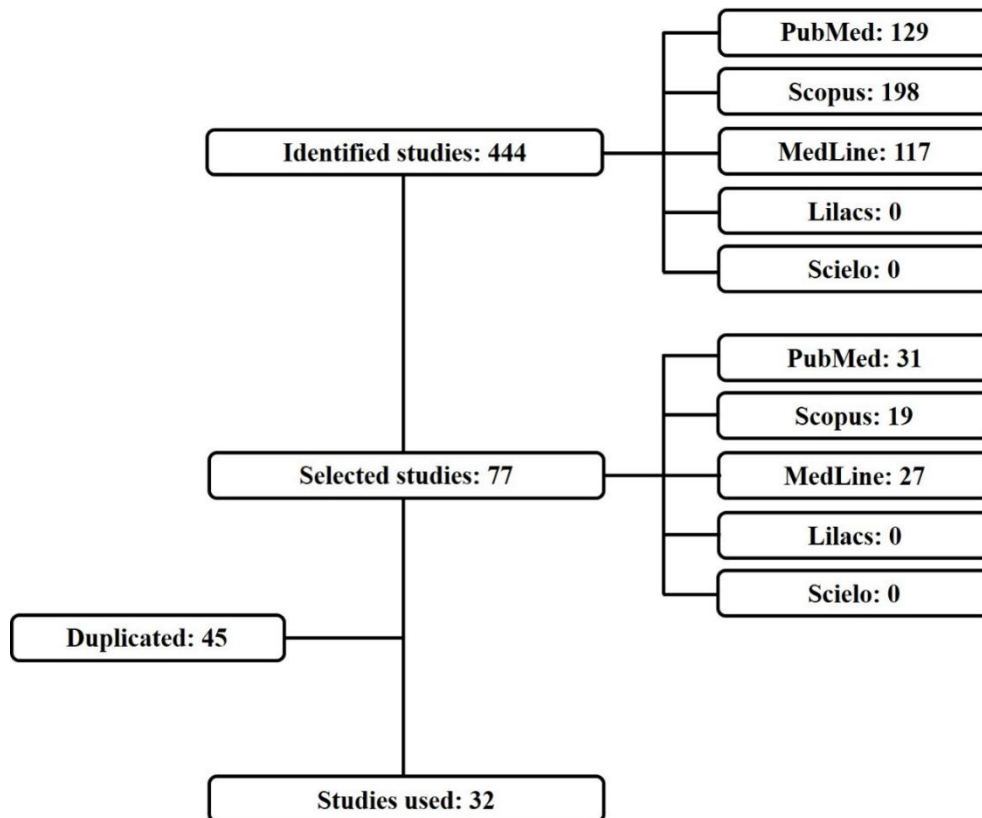 PubMed: 129
Scopus: 198
Identified studies: 444
MedLine: 117
Lilacs: 0
Scielo: 0
PubMed: 31
Scopus: 19
Selected studies: 77
MedLine: 27
Lilacs: 0
Scielo: 0
Duplicated: 45
Studies used: 32